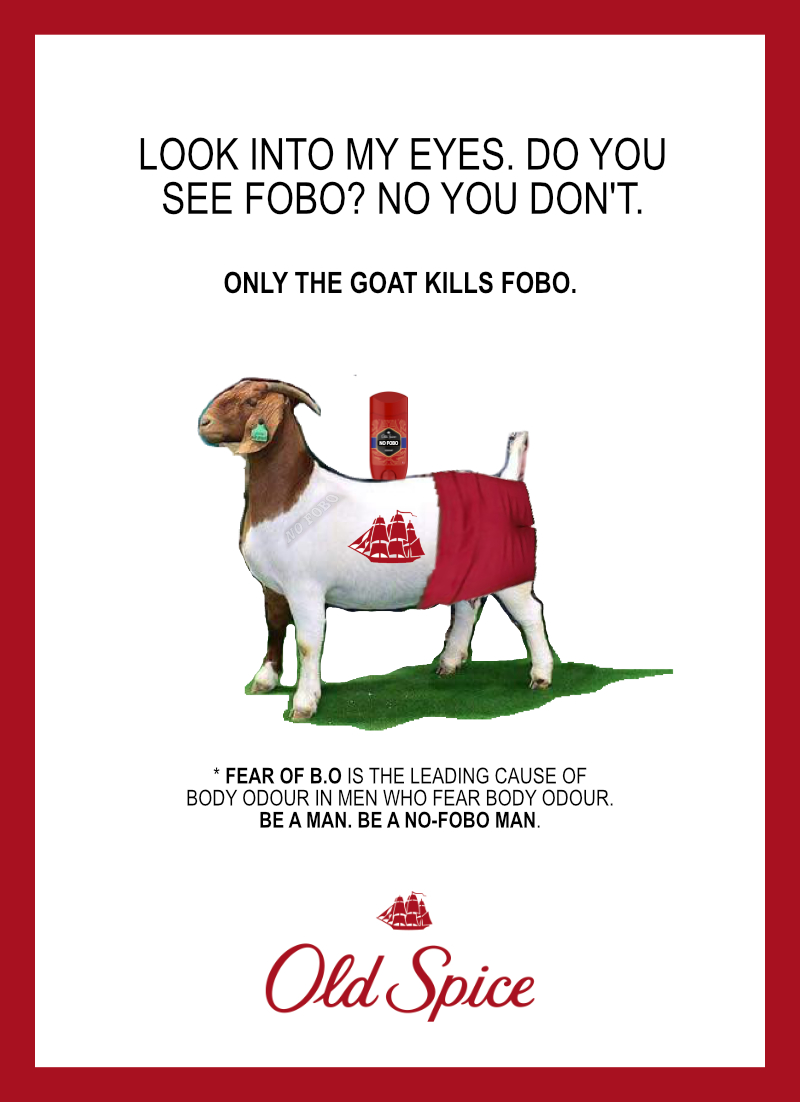 LOOK INTO MY EYES. DO YOU
SEE FOBO? NO YOU DON'T.
ONLY THE GOAT KILLS FOBO.
Old Spice
NO FOBO
NO FOBO
* FEAR OF B.O IS THE LEADING CAUSE OF
BODY ODOUR IN MEN WHO FEAR BODY ODOUR.
BE A MAN. BE A NO-FOBO MAN.
Old Spice